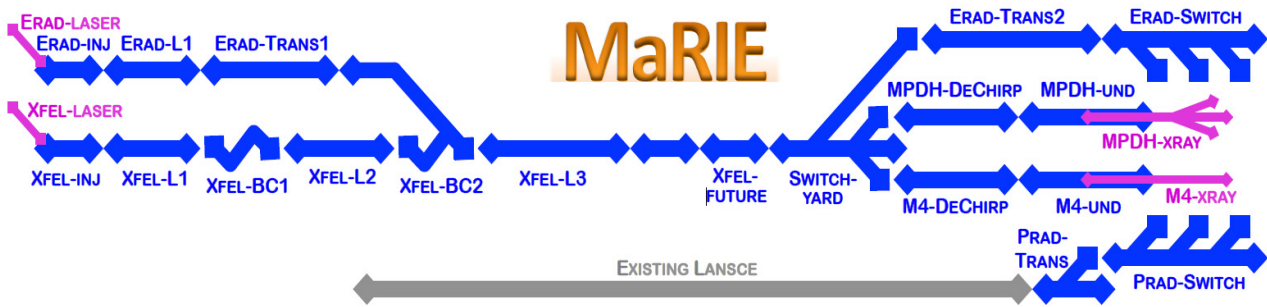 ERAD-LASER
ERAD-INJ ERAD-L1 ERAD-TRANS1
MaRIE
ERAD-TRANS2 ERAD-SWITCH
XFEL-LASER
MPDH-DECHIRP MPDH-UND
MPDH-XRAY
XFEL-INJ XFEL-L1 XFEL-BC1 XFEL-L2 XFEL-BC2 XFEL-L3
XFEL-
FUTURE
SWITCH-
YARD
M4-DECHIRP M4-UND M4-XRAY
PRAD-
TRANS
EXISTING LANSCE
PRAD-SWITCH